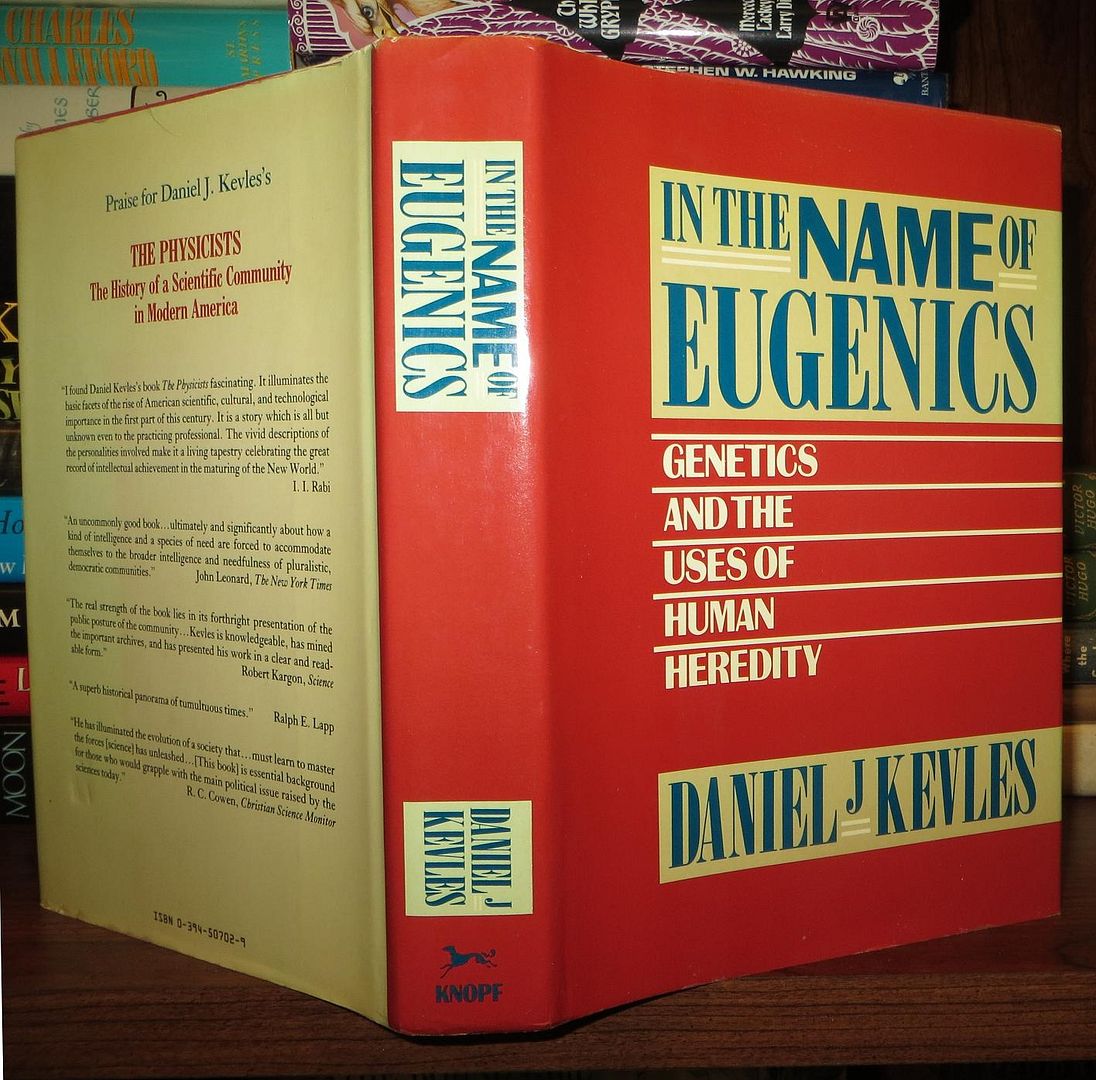 CHARLES
WILLEFORD
STEPHEN W. HAWKING
BANT
Praise for Daniel J. Kevles's
THE PHYSICISTS
The History of a Scientific Community
in Modern America
"I found Daniel Kevles's book The Physicists fascinating. It illuminates the
basic facets of the rise of American scientific, cultural, and technological
importance in the first part of this century. It is a story which is all but
unknown even to the practicing professional. The vivid descriptions of
the personalities involved make it a living tapestry celebrating the great
record of intellectual achievement in the maturing of the New World."
I. I. Rabi
"An uncommonly good book...ultimately and significantly about how a
kind of intelligence and a species of need are forced to accommodate
themselves to the broader intelligence and needfulness of pluralistic,
democratic communities." John Leonard, The New York Times
"The real strength of the book lies in its forthright presentation of the
public posture of the community...Kevles is knowledgeable, has mined
the important archives, and has presented his work in a clear and read-
able form."
Robert Kargon, Science
"A superb historical panorama of tumultuous times." Ralph E. Lapp
"He has illuminated the evolution of a society that...must learn to master
the forces [science] has unleashed...[This book] is essential background
for those who would grapple with the main political issue raised by the
sciences today."
R. C. Cowen, Christian Science Monitor
ISBN 0-394-50702-9
IN THE NAME OF
EUGENICS
DANIEL J
KEVLES
KNOPF
IN THE NAME OF
EUGENICS
GENETICS
AND THE
USES OF
HUMAN
HEREDITY
DANIEL J KEVLES
MOON
VICTOR
HUGO
VICTOR
HUGO
Where
the